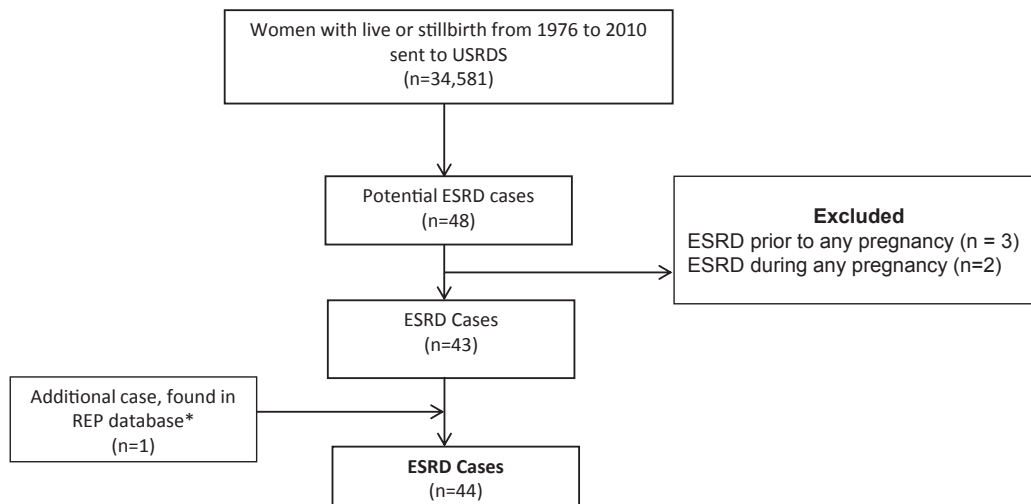 Women with live or stillbirth from 1976 to 2010
sent to USRDS
(n=34,581)
Potential ESRD cases
(n=48)
Excluded
ESRD prior to any pregnancy (n = 3)
ESRD during any pregnancy (n=2)
ESRD Cases
(n=43)
Additional case, found in
REP database*
(n=1)
ESRD Cases
(n=44)